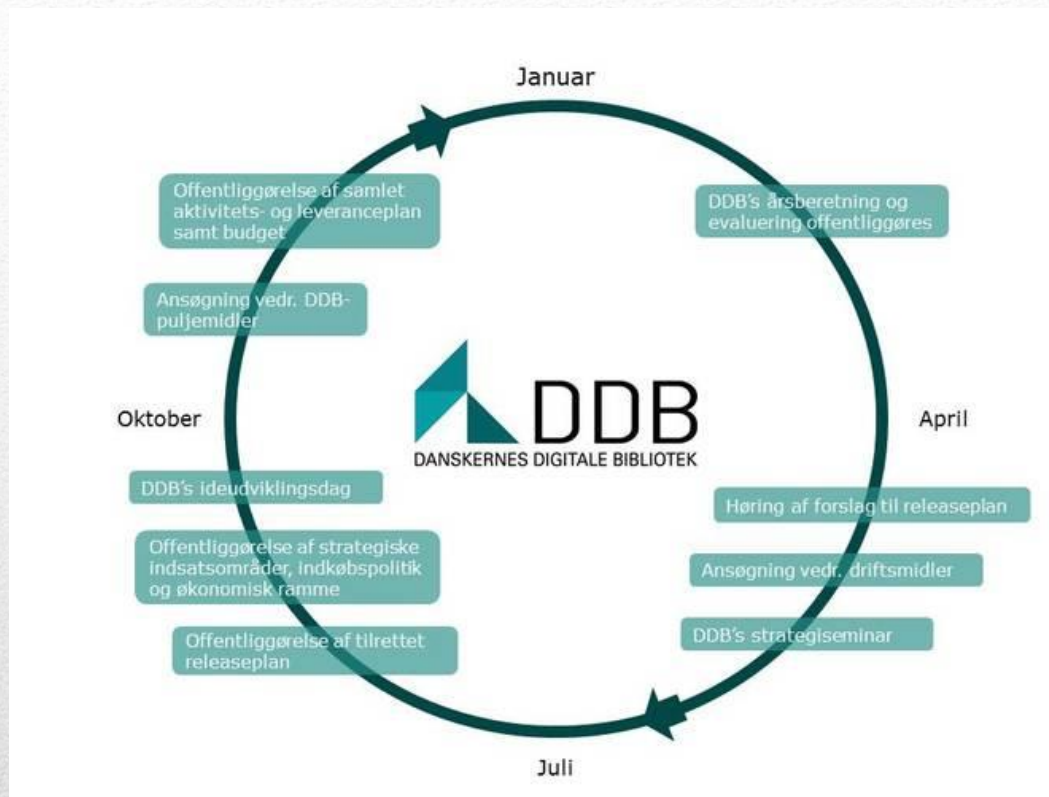 Januar
DDB's årsberetning og
evaluering offentliggøres
April
Høring af forslag til releaseplan
Ansøgning vedr. driftsmidler
DDB's strategiseminar
Juli
Offentliggørelse af tilrettet
releaseplan
Offentliggørelse af strategiske
indsatsområder, indkøbspolitik
og økonomisk ramme
DDB's ideudviklingsdag
Oktober
Ansøgning vedr. DDB-
puljemidler
Offentliggørelse af samlet
aktivitets- og leveranceplan
samt budget
DDB
DANSKERNES DIGITALE BIBLIOTEK